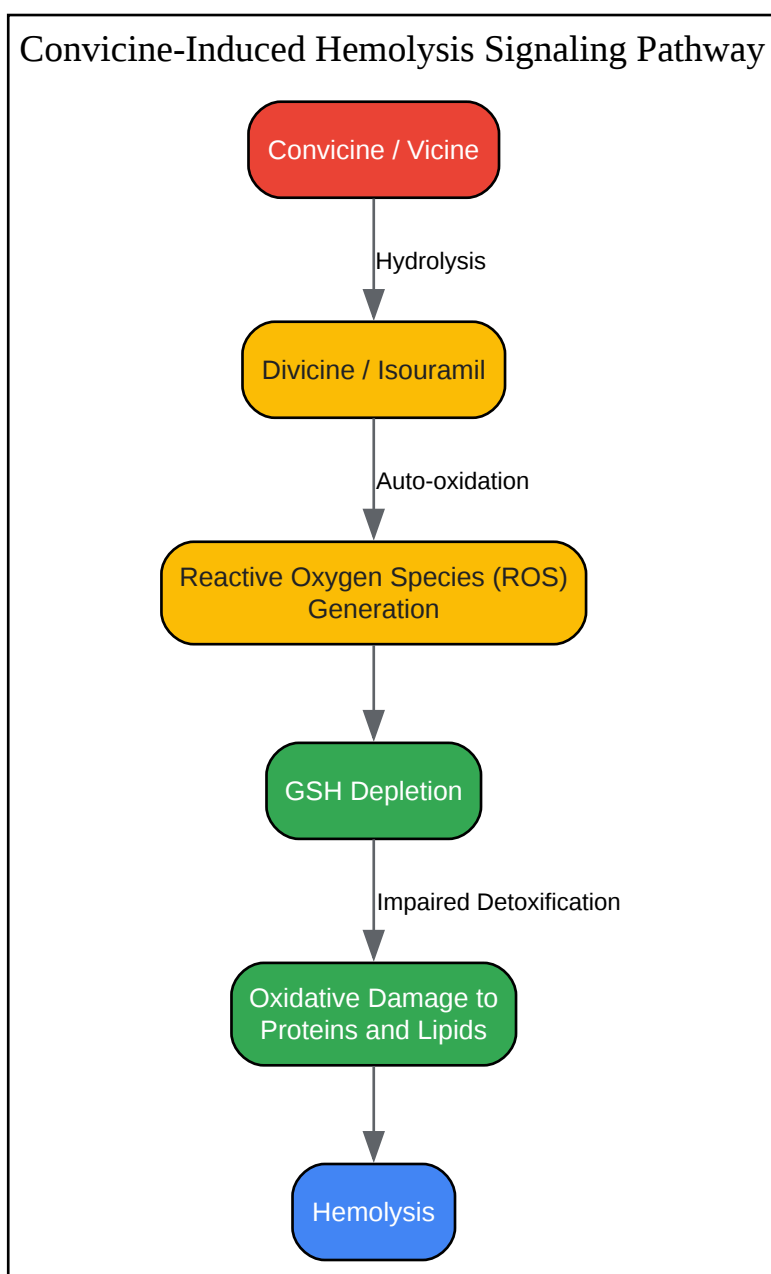 Convicine-Induced Hemolysis Signaling Pathway
Convicine / Vicine
Hydrolysis
Divicine / Isouramil
Auto-oxidation
Reactive Oxygen Species (ROS)
Generation
GSH Depletion
Impaired Detoxification
Oxidative Damage to
Proteins and Lipids
Hemolysis